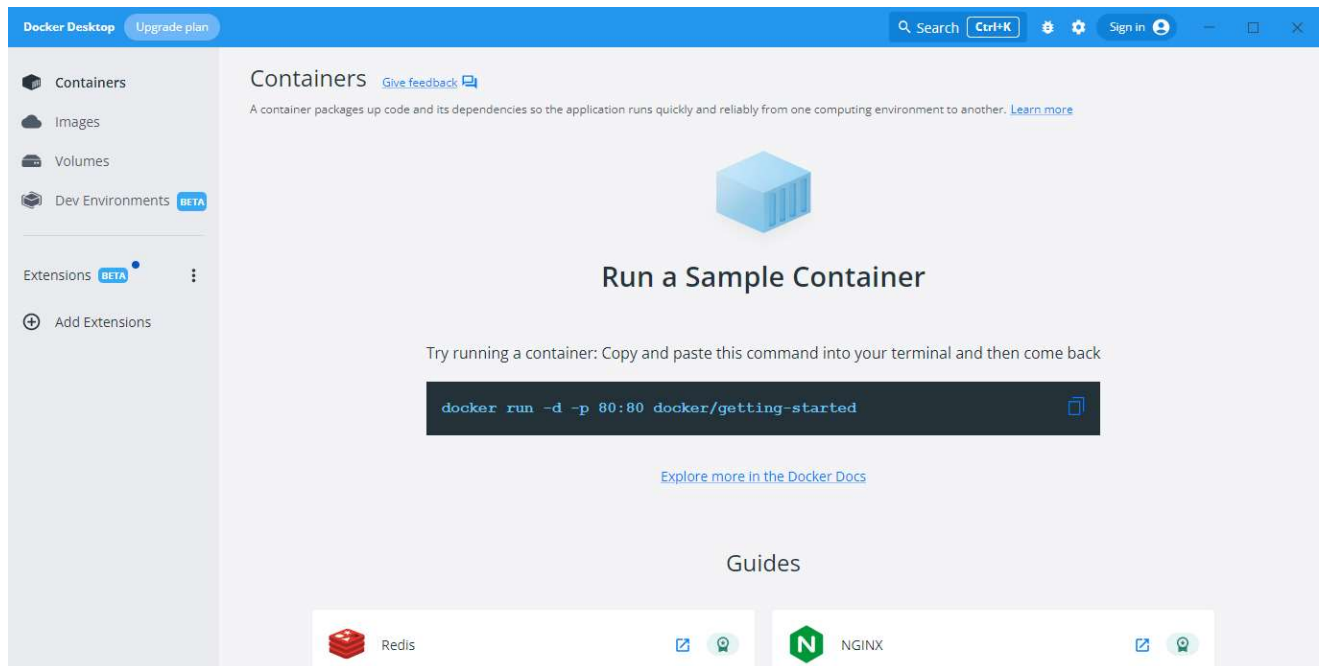 Docker Desktop Upgrade plan Search Ctrl+K Sign in
Containers
Images
Volumes
Dev Environments BETA
Extensions BETA
Add Extensions
Containers Give feedback
A container packages up code and its dependencies so the application runs quickly and reliably from one computing environment to another. Learn more
Run a Sample Container
Try running a container: Copy and paste this command into your terminal and then come back
docker run -d -p 80:80 docker/getting-started
Explore more in the Docker Docs
Guides
Redis
N NGINX